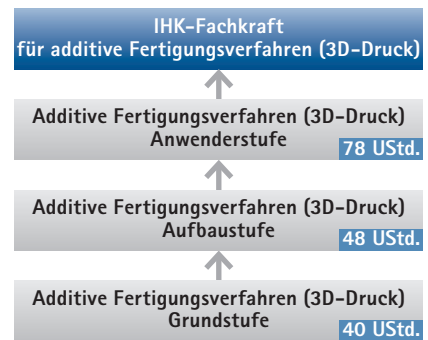 IHK-Fachkraft
für additive Fertigungsverfahren (3D-Druck)
Additive Fertigungsverfahren (3D-Druck)
Anwenderstufe
78 UStd.
Additive Fertigungsverfahren (3D-Druck)
Aufbaustufe
48 UStd.
Additive Fertigungsverfahren (3D-Druck)
Grundstufe
40 UStd.